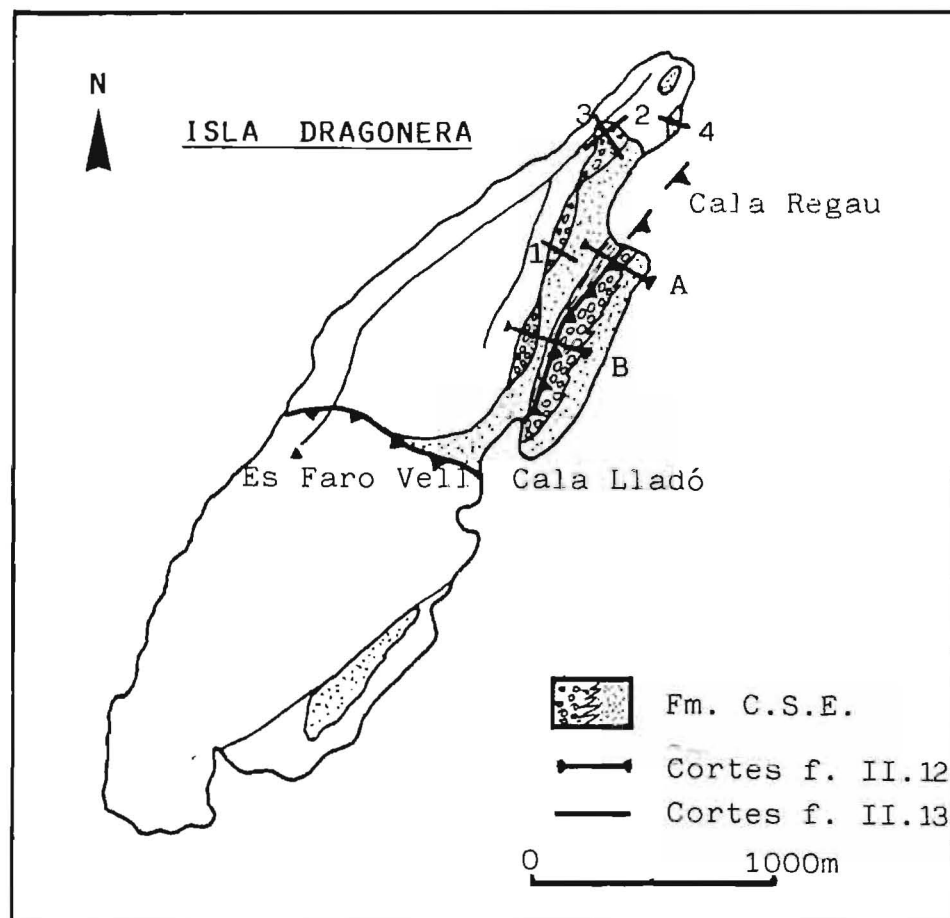 N
ISLA DRAGONERA
3
2
4
Cala Regau
1
A
B
Es Faro Vell
Cala Lladó
Fm. C.S.E.
Cortes f. II.12
Cortes f. II.13
0
1000m